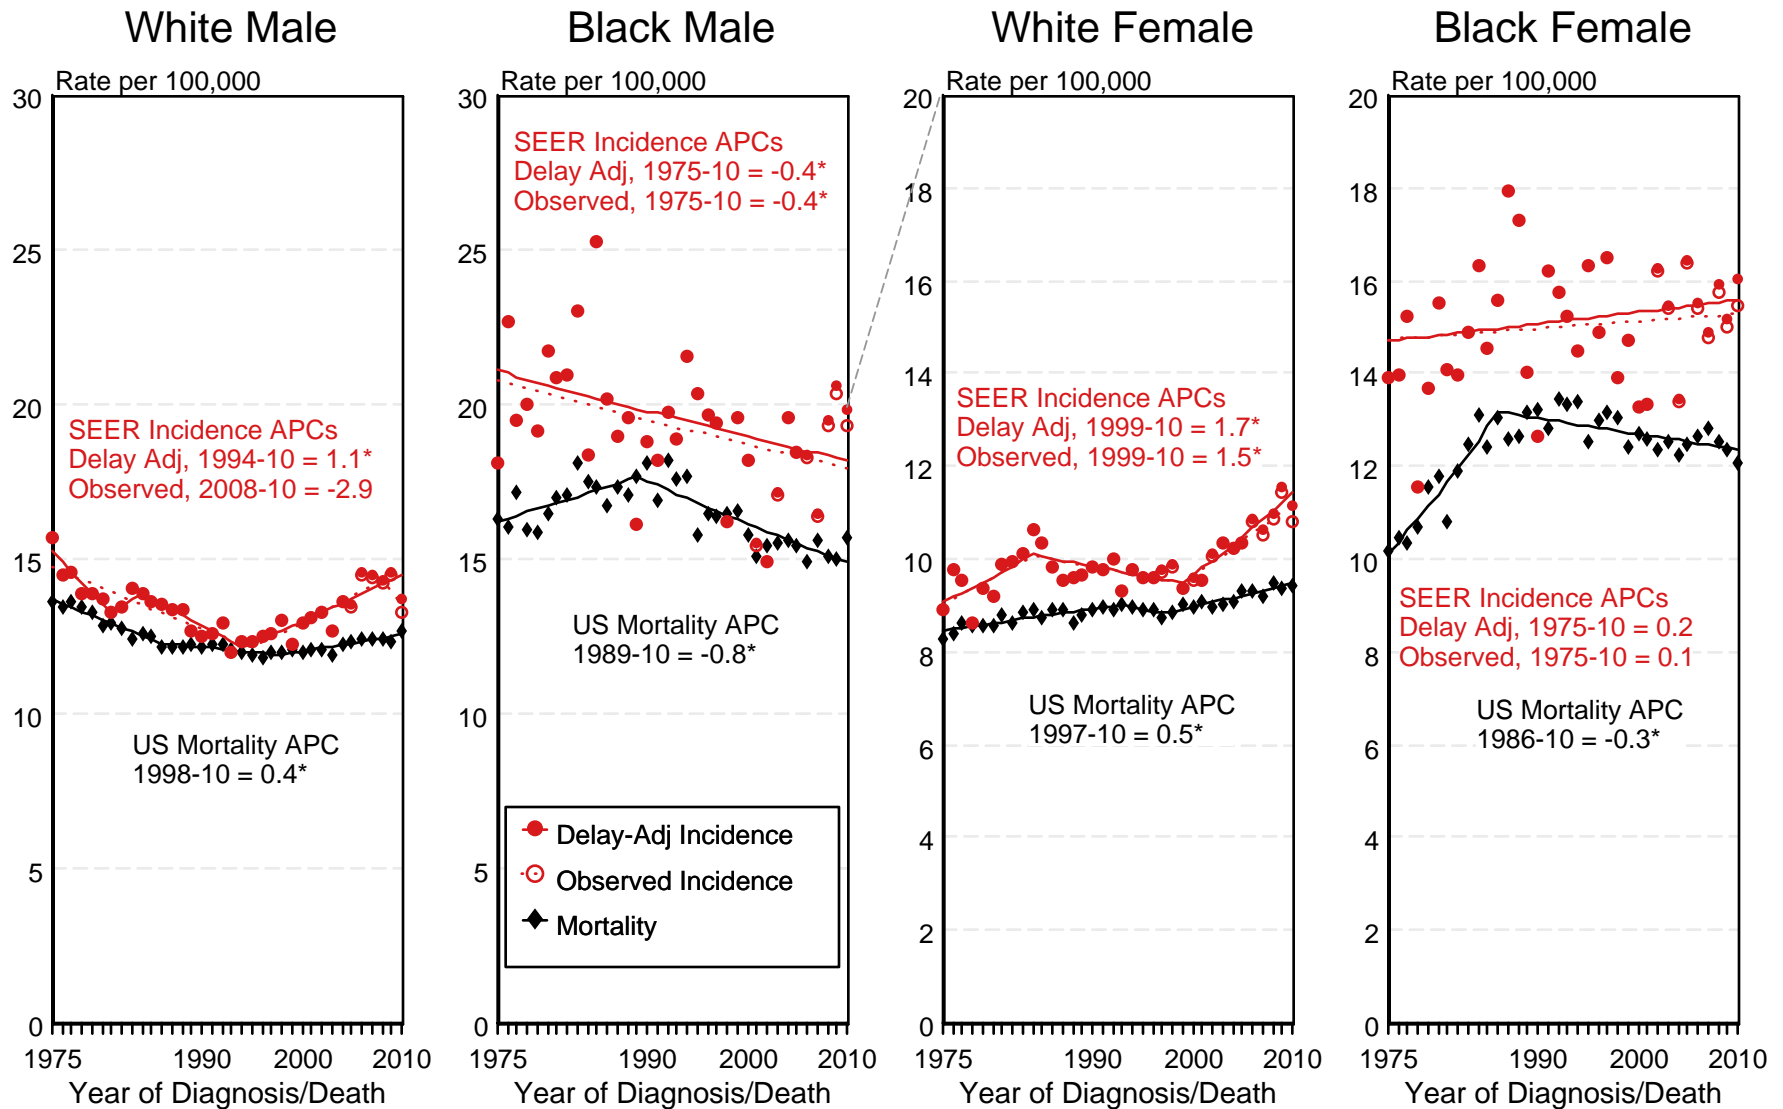 White Male
Rate per 100,000
30
25
20
15
10
5
0
SEER Incidence APCs
Delay Adj, 1994-10 = 1.1*
Observed, 2008-10 = -2.9
US Mortality APC
1998-10 = 0.4*
1975 1990 2000 2010
Year of Diagnosis/Death
Black Male
Rate per 100,000
30
25
20
15
10
5
0
SEER Incidence APCs
Delay Adj, 1975-10 = -0.4*
Observed, 1975-10 = -0.4*
US Mortality APC
1989-10 = -0.8*
Delay-Adj Incidence
Observed Incidence
Mortality
1975 1990 2000 2010
Year of Diagnosis/Death
White Female
Rate per 100,000
20
18
16
14
12
10
8
6
4
2
0
SEER Incidence APCs
Delay Adj, 1999-10 = 1.7*
Observed, 1999-10 = 1.5*
US Mortality APC
1997-10 = 0.5*
1975 1990 2000 2010
Year of Diagnosis/Death
Black Female
Rate per 100,000
20
18
16
14
12
10
8
6
4
2
0
SEER Incidence APCs
Delay Adj, 1975-10 = 0.2
Observed, 1975-10 = 0.1
US Mortality APC
1986-10 = -0.3*
1975 1990 2000 2010
Year of Diagnosis/Death